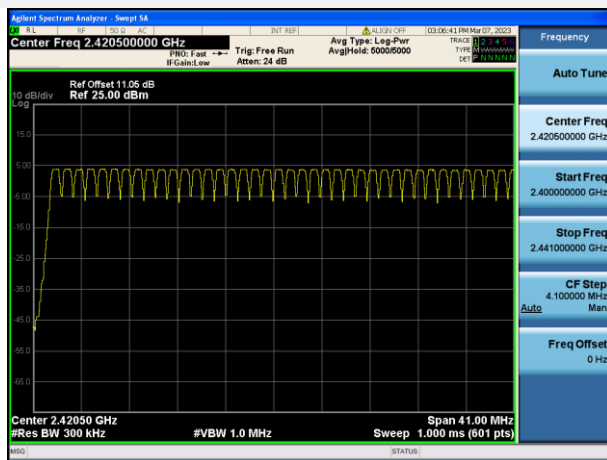 Agilent Spectrum Analyzer - Swept SA
RL RF 50 Ω AC INT REF ALIGN OFF 03:06:41 PM Mar 07, 2023
Center Freq 2.420500000 GHz
PNO: Fast
IFGain:Low
Trig: Free Run
Atten: 24 dB
Avg Type: Log-Pwr
Avg|Hold: 5000/5000
TRACE 1 2 3 4 5 6
TYPE M
DET P N N N N N
Frequency
Auto Tune
Center Freq
2.420500000 GHz
Start Freq
2.400000000 GHz
Stop Freq
2.441000000 GHz
CF Step
4.100000 MHz
Auto Man
Freq Offset
0 Hz
Ref Offset 11.05 dB
10 dB/div Ref 25.00 dBm
Log
15.0
5.00
-5.00
-15.0
-25.0
-35.0
-45.0
-55.0
-65.0
Center 2.42050 GHz Span 41.00 MHz
#Res BW 300 kHz #VBW 1.0 MHz Sweep 1.000 ms (601 pts)
MSG STATUS